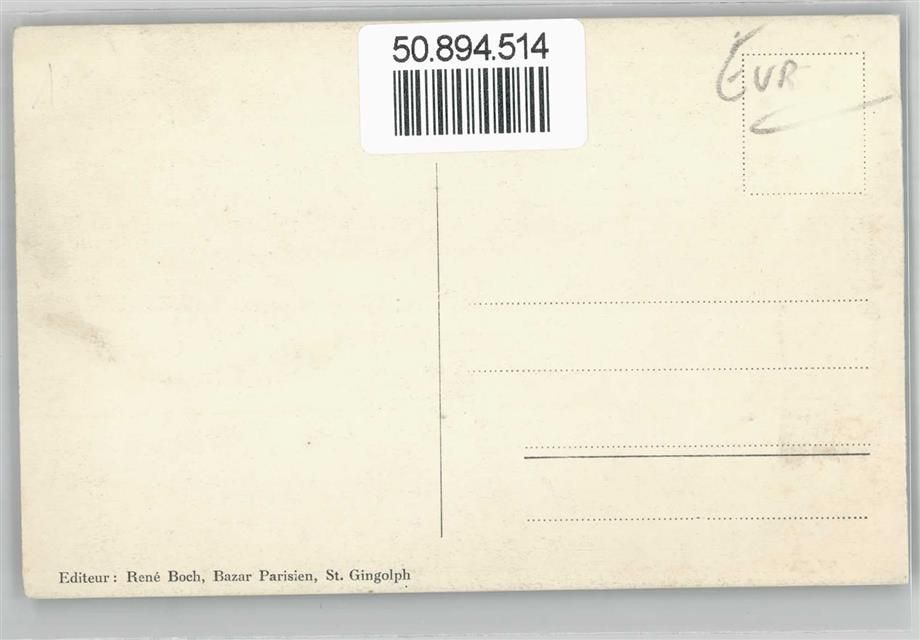 50.894.514
EUR
Editeur : René Boch, Bazar Parisien, St. Gingolph